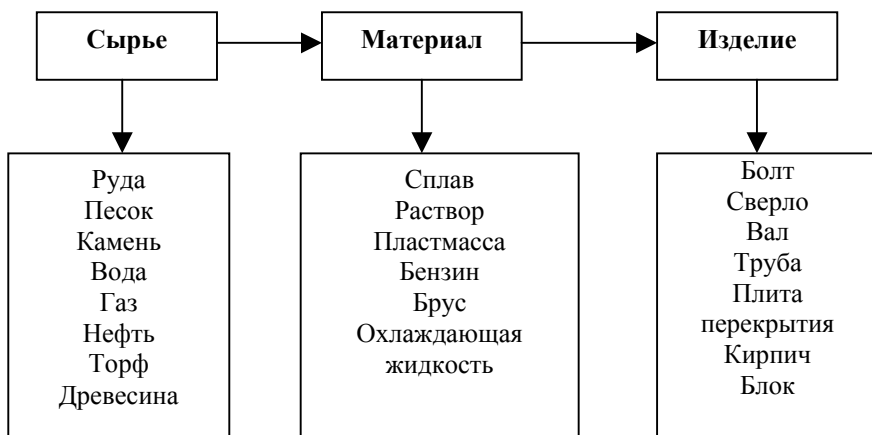 Сырье
Материал
Изделие
Руда
Песок
Камень
Вода
Газ
Нефть
Торф
Древесина
Сплав
Раствор
Пластмасса
Бензин
Брус
Охлаждающая
жидкость
Болт
Сверло
Вал
Труба
Плита
перекрытия
Кирпич
Блок